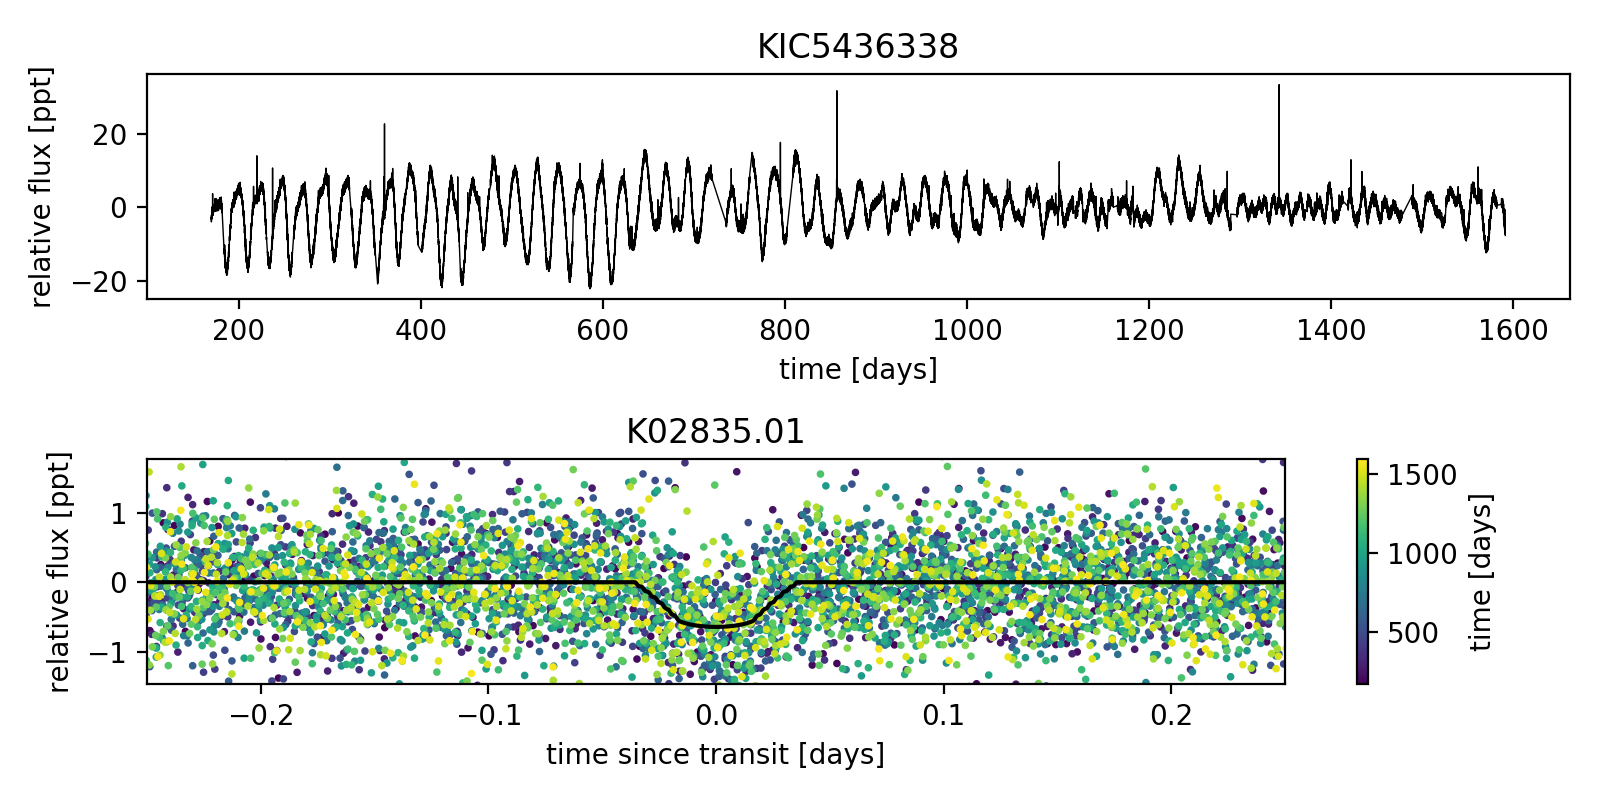 KIC5436338
relative flux [ppt]
20
0
−20
200 400 600 800 1000 1200 1400 1600
time [days]
K02835.01
relative flux [ppt]
1
0
−1
−0.2 −0.1 0.0 0.1 0.2
time since transit [days]
1500
1000
500
time [days]